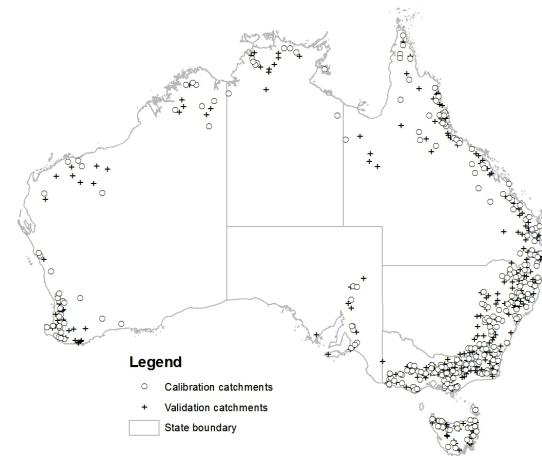 Legend
Calibration catchments
Validation catchments
State boundary